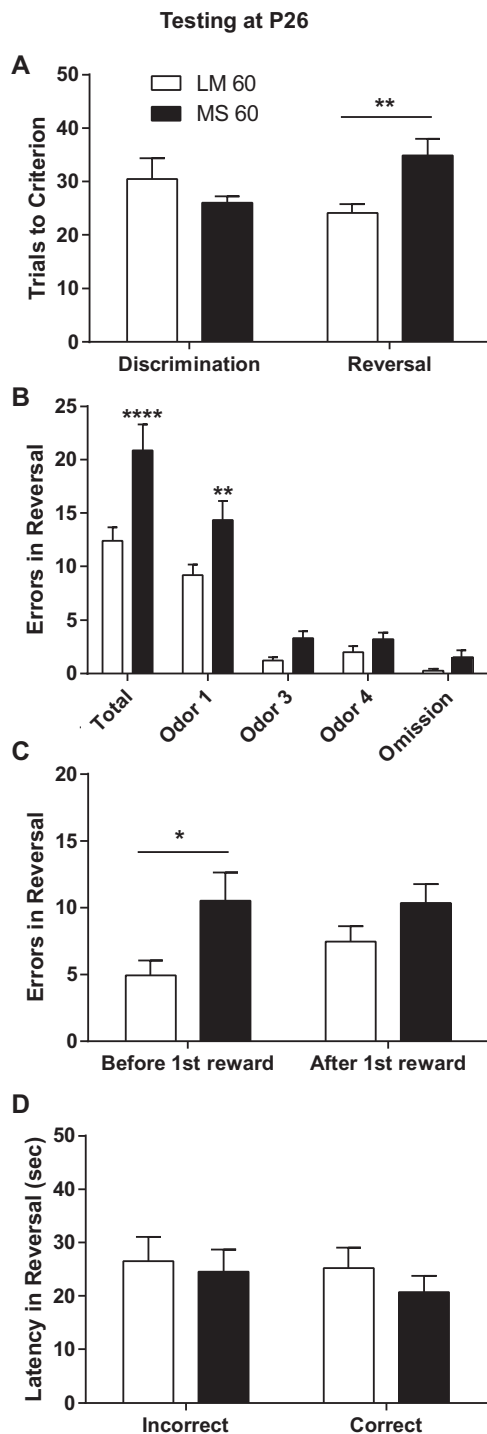 Testing at P26
A
50
40
30
20
10
0
Trials to Criterion
LM 60
MS 60
**
Discrimination
Reversal
B
25
20
15
10
5
0
Errors in Reversal
****
**
Total
Odor 1
Odor 3
Odor 4
Omission
C
20
15
10
5
0
Errors in Reversal
*
Before 1st reward
After 1st reward
D
50
40
30
20
10
0
Latency in Reversal (sec)
Incorrect
Correct